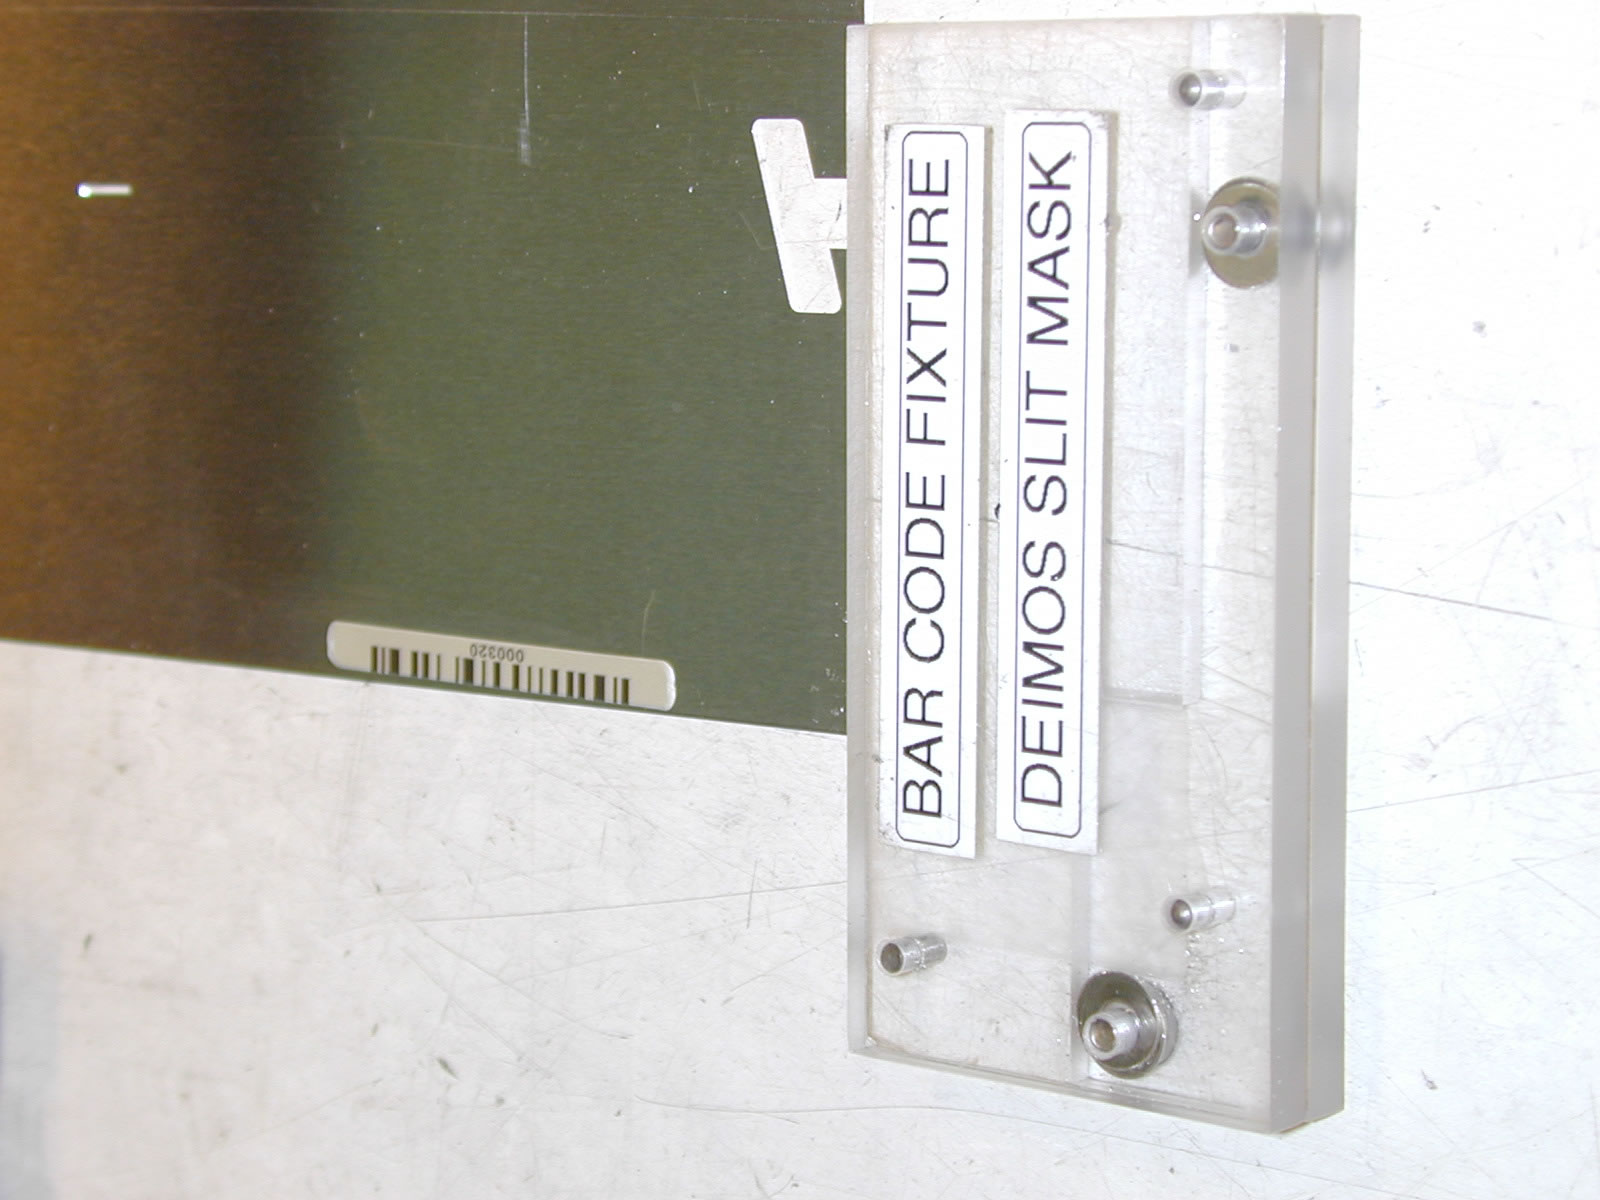 BAR CODE FIXTURE
DEIMOS SLIT MASK
000320